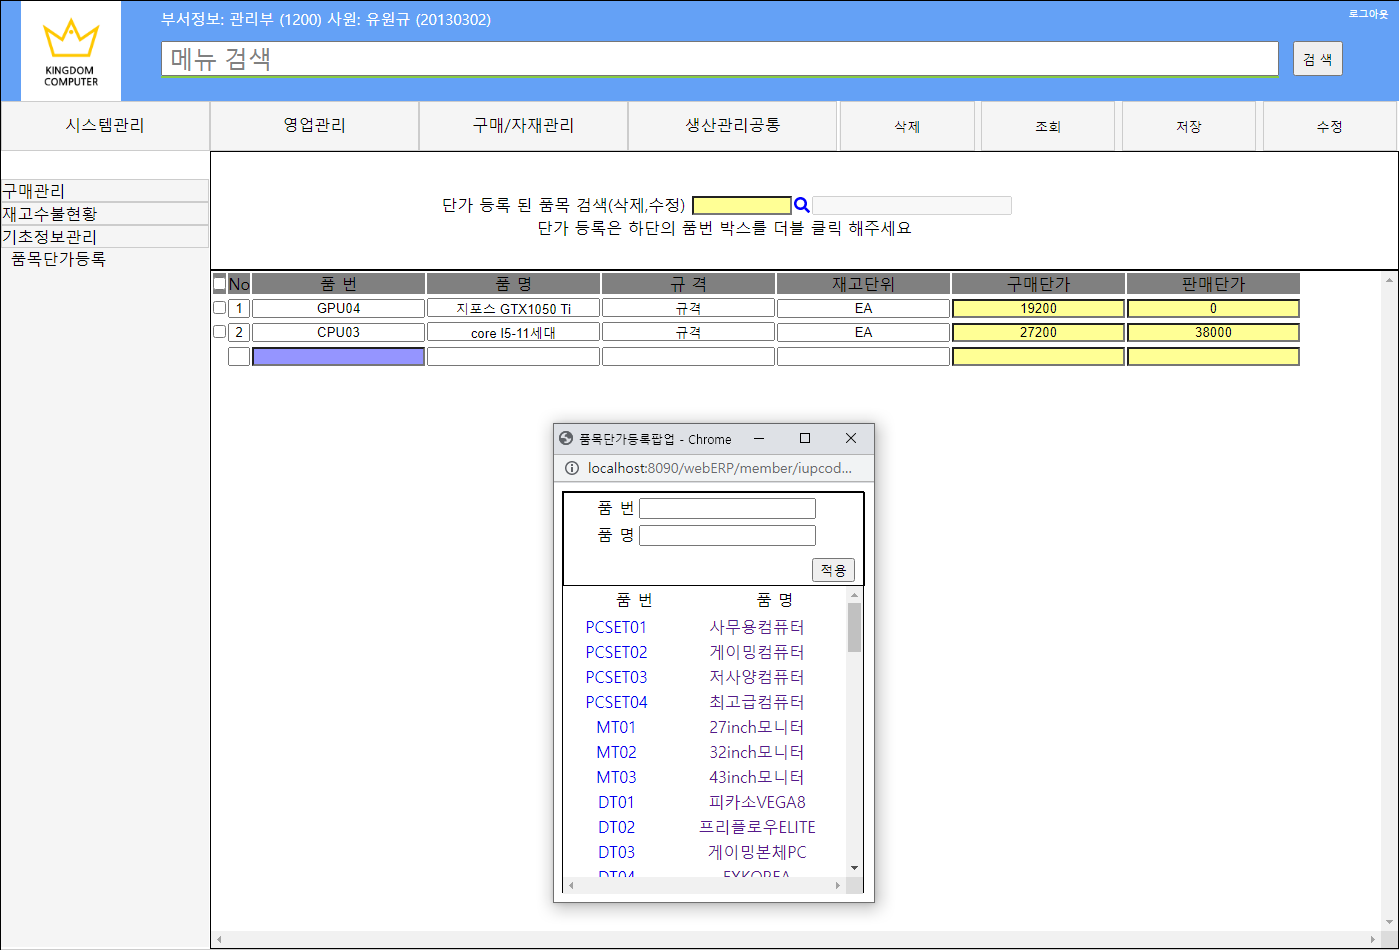 부서정보: 관리부 (1200) 사원: 유원규 (20130302)
로그아웃
KINGDOM
COMPUTER
메뉴 검색
검 색
시스템관리 영업관리 구매/자재관리 생산관리공통 삭제 조회 저장 수정
구매관리
재고수불현황
기초정보관리
품목단가등록
단가 등록 된 품목 검색(삭제,수정)
단가 등록은 하단의 품번 박스를 더블 클릭 해주세요
No 품 번 품 명 규 격 재고단위 구매단가 판매단가
1 GPU04 지포스 GTX1050 Ti 규격 EA 19200 0
2 CPU03 core I5-11세대 규격 EA 27200 38000
품목단가등록팝업 - Chrome
localhost:8090/webERP/member/iupcod...
품 번
품 명
적용
품 번 품 명
PCSET01 사무용컴퓨터
PCSET02 게이밍컴퓨터
PCSET03 저사양컴퓨터
PCSET04 최고급컴퓨터
MT01 27inch모니터
MT02 32inch모니터
MT03 43inch모니터
DT01 피카소VEGA8
DT02 프리플로우ELITE
DT03 게이밍본체PC
DT04 EXKOREA